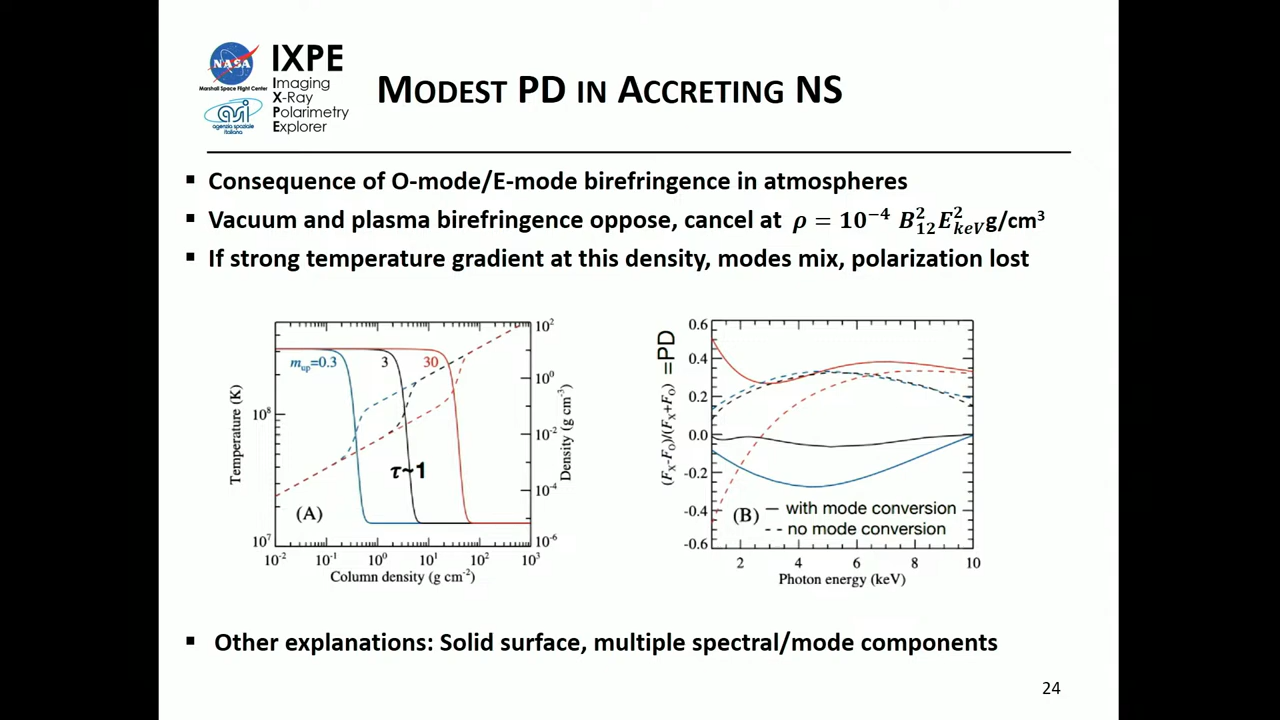 NASA
Marshall Space Flight Center
asi
agenzia spaziale
italiana
IXPE
Imaging
X-Ray
Polarimetry
Explorer
MODEST PD IN ACCRETING NS
▪ Consequence of O-mode/E-mode birefringence in atmospheres
▪ Vacuum and plasma birefringence oppose, cancel at ρ = 10⁻⁴ B₁₂² E_keV² g/cm³
▪ If strong temperature gradient at this density, modes mix, polarization lost
m_up=0.3 3 30
Temperature (K)
10⁸
10⁷
10²
10⁰
10⁻²
10⁻⁴
10⁻⁶
Density (g cm⁻³)
τ~1
(A)
10⁻² 10⁻¹ 10⁰ 10¹ 10² 10³
Column density (g cm⁻²)
(F_X-F_O)/(F_X+F_O) =PD
0.6
0.4
0.2
0.0
-0.2
-0.4
-0.6
(B) — with mode conversion
- - no mode conversion
2 4 6 8 10
Photon energy (keV)
▪ Other explanations: Solid surface, multiple spectral/mode components
24